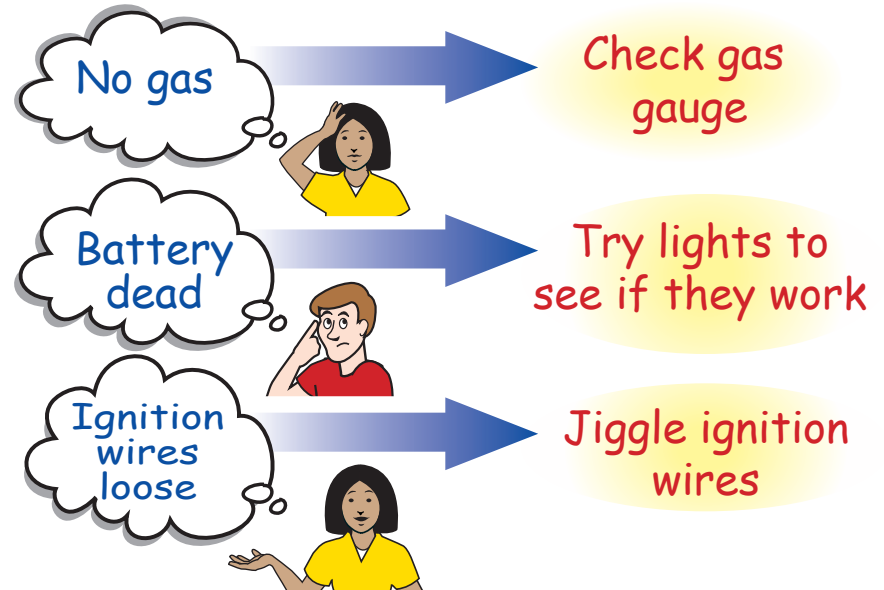 No gas
Check gas
gauge
Battery
dead
Try lights to
see if they work
Ignition
wires
loose
Jiggle ignition
wires